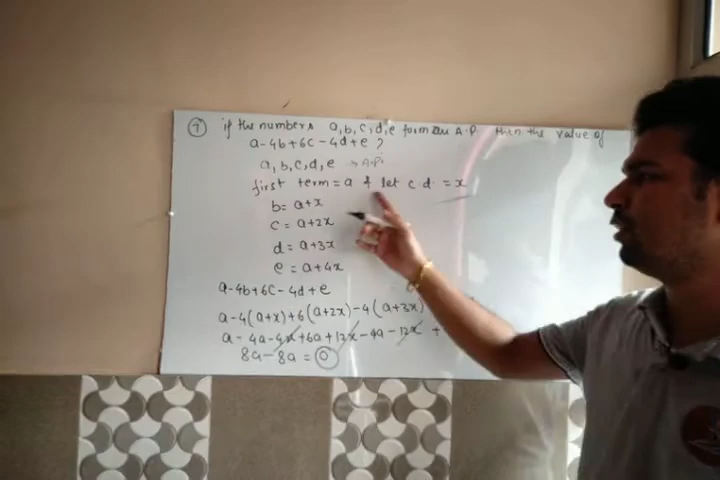 7 if the numbers a, b, c, d, e form an A.P. then the value of
a-4b+6c-4d+e ?
a, b, c, d, e → A.P.
first term = a & let c.d. = x
b = a+x
c = a+2x
d = a+3x
e = a+4x
a-4b+6c-4d+e
a-4(a+x)+6(a+2x)-4(a+3x)
a-4a-4x+6a+12x-4a-12x +
8a-8a = 0